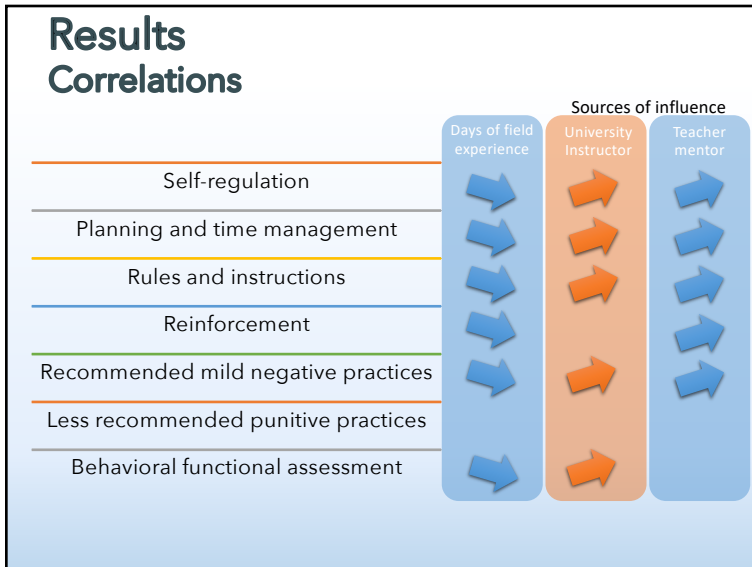 Results
Correlations
Sources of influence
Days of field
experience
University
Instructor
Teacher
mentor
Self-regulation
Planning and time management
Rules and instructions
Reinforcement
Recommended mild negative practices
Less recommended punitive practices
Behavioral functional assessment